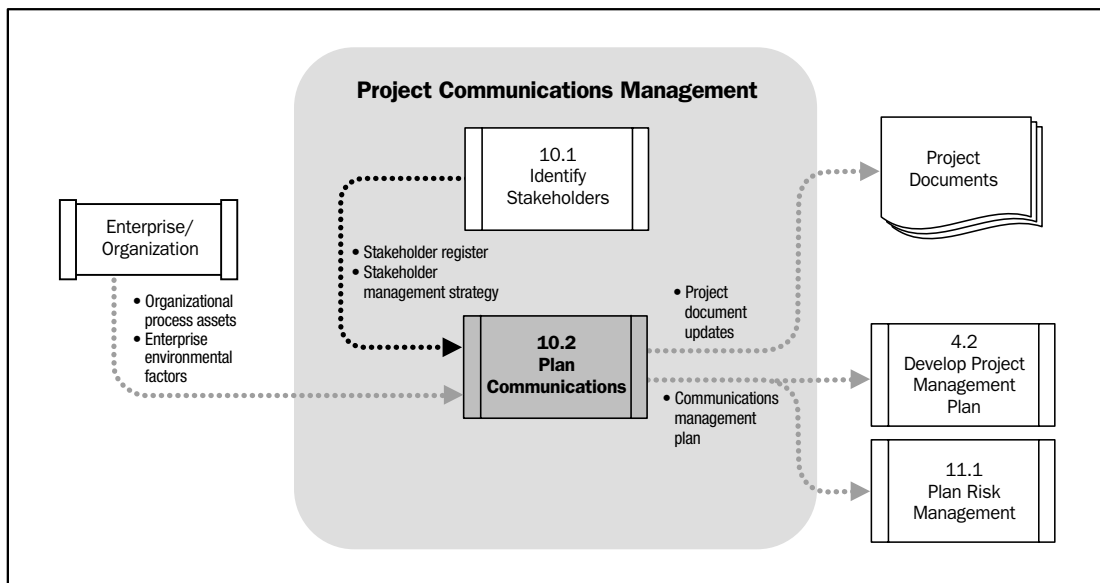 Project Communications Management
10.1
Identify
Stakeholders
Project
Documents
Enterprise/
Organization
• Stakeholder register
• Stakeholder
management strategy
• Organizational
process assets
• Enterprise
environmental
factors
• Project
document
updates
10.2
Plan
Communications
4.2
Develop Project
Management
Plan
• Communications
management
plan
11.1
Plan Risk
Management